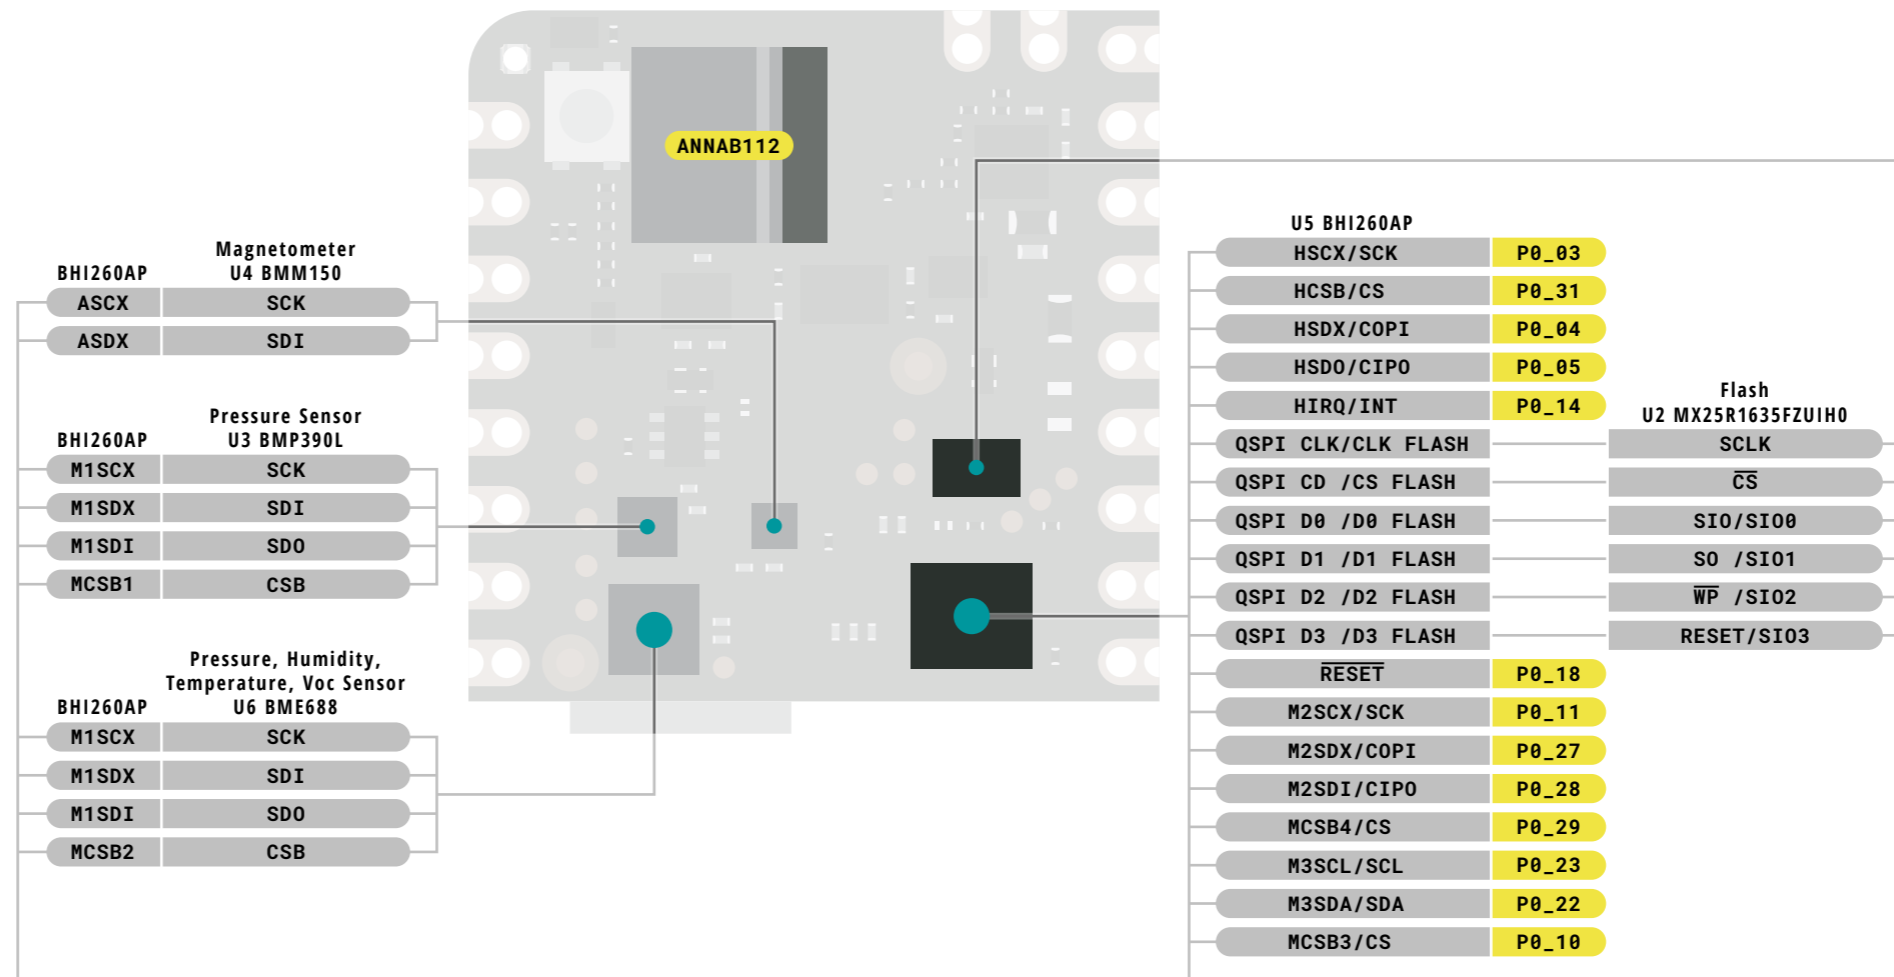 ANNAB112
Magnetometer
BHI260AP U4 BMM150
ASCX SCK
ASDX SDI
Pressure Sensor
BHI260AP U3 BMP390L
M1SCX SCK
M1SDX SDI
M1SDI SDO
MCSB1 CSB
Pressure, Humidity,
Temperature, Voc Sensor
BHI260AP U6 BME688
M1SCX SCK
M1SDX SDI
M1SDI SDO
MCSB2 CSB
U5 BHI260AP
HSCX/SCK P0_03
HCSB/CS P0_31
HSDX/COPI P0_04
HSDO/CIPO P0_05
HIRQ/INT P0_14
Flash
U2 MX25R1635FZUIH0
QSPI CLK/CLK FLASH SCLK
QSPI CD /CS FLASH C̅S̅
QSPI D0 /D0 FLASH SIO/SIO0
QSPI D1 /D1 FLASH SO /SIO1
QSPI D2 /D2 FLASH W̅P̅ /SIO2
QSPI D3 /D3 FLASH RESET/SIO3
R̅E̅S̅E̅T̅ P0_18
M2SCX/SCK P0_11
M2SDX/COPI P0_27
M2SDI/CIPO P0_28
MCSB4/CS P0_29
M3SCL/SCL P0_23
M3SDA/SDA P0_22
MCSB3/CS P0_10